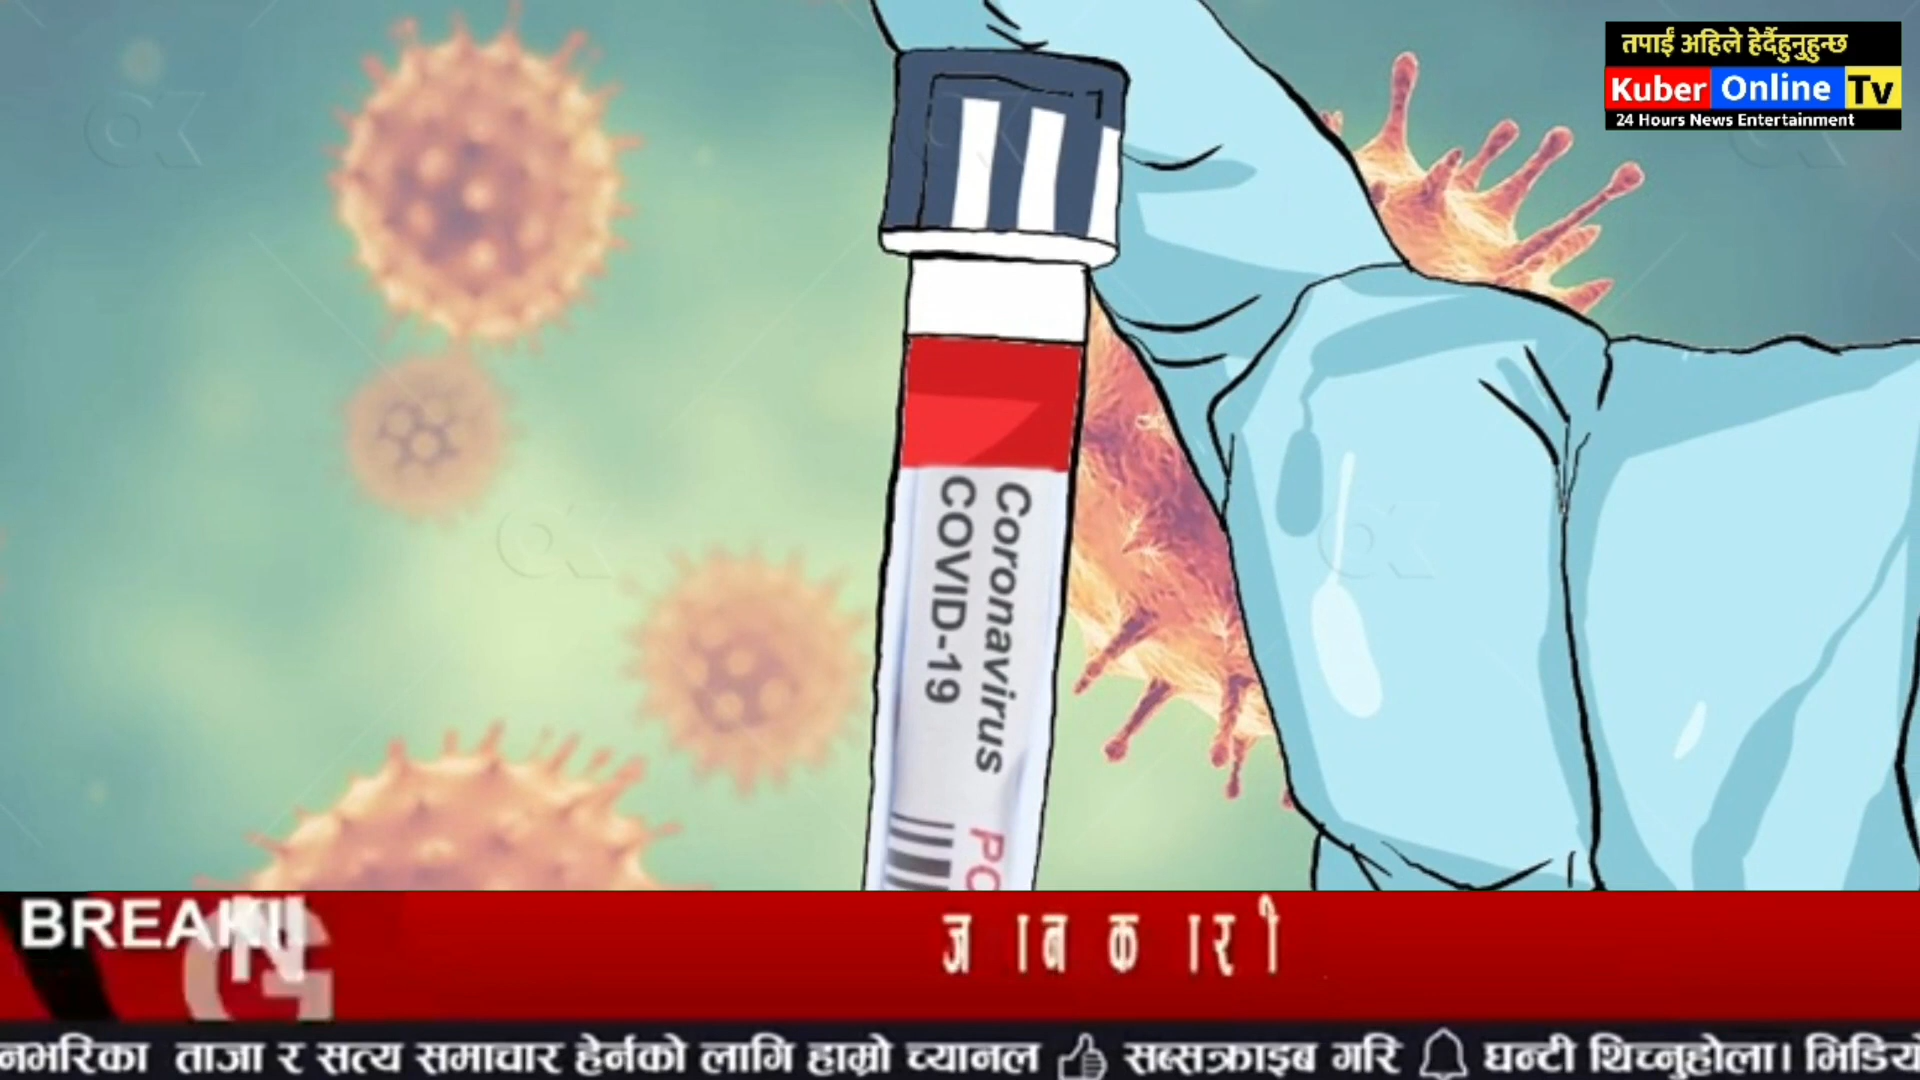 तपाईं अहिले हेर्दैहुनुहुन्छ
Kuber Online Tv
24 Hours News Entertainment
Coronavirus
COVID-19
जानकारी
ताजा र सत्य समाचार हेर्नको लागि हाम्रो च्यानल सब्सक्राइब गरि घन्टी थिच्नुहोला।